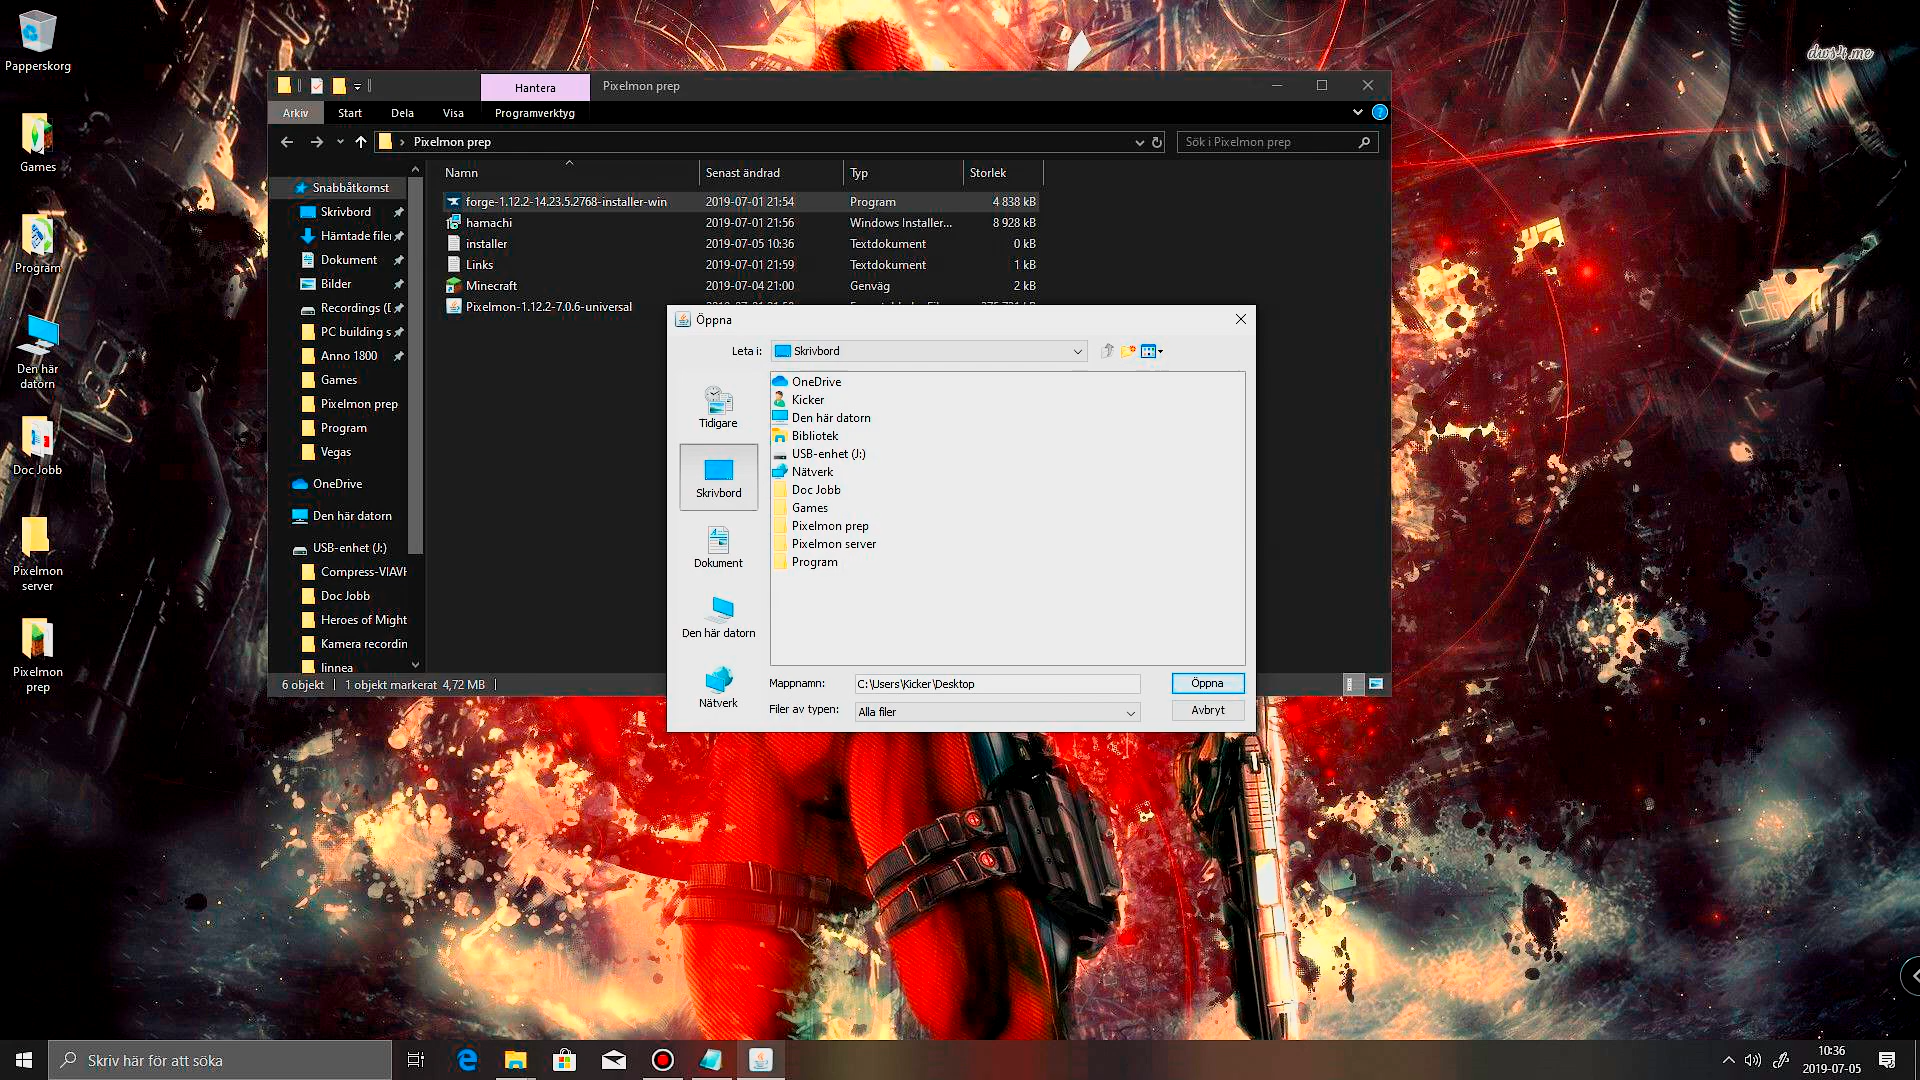 Papperskorg
Games
Program
Den här
datorn
Doc Jobb
Pixelmon
server
Pixelmon
prep
dws4.me
Hantera
Pixelmon prep
Arkiv
Start
Dela
Visa
Programverktyg
Pixelmon prep
Sök i Pixelmon prep
Snabbåtkomst
Skrivbord
Hämtade filer
Dokument
Bilder
Recordings (E
PC building s
Anno 1800
Games
Pixelmon prep
Program
Vegas
OneDrive
Den här datorn
USB-enhet (J:)
Compress-VIAVH
Doc Jobb
Heroes of Might
Kamera recordin
linnea
Namn Senast ändrad Typ Storlek
forge-1.12.2-14.23.5.2768-installer-win 2019-07-01 21:54 Program 4 838 kB
hamachi 2019-07-01 21:56 Windows Installer... 8 928 kB
installer 2019-07-05 10:36 Textdokument 0 kB
Links 2019-07-01 21:59 Textdokument 1 kB
Minecraft 2019-07-04 21:00 Genväg 2 kB
Pixelmon-1.12.2-7.0.6-universal
6 objekt 1 objekt markerat 4,72 MB
Öppna
Leta i: Skrivbord
Tidigare
Skrivbord
Dokument
Den här datorn
Nätverk
OneDrive
Kicker
Den här datorn
Bibliotek
USB-enhet (J:)
Nätverk
Doc Jobb
Games
Pixelmon prep
Pixelmon server
Program
Mappnamn: C:\Users\Kicker\Desktop Öppna
Filer av typen: Alla filer Avbryt
Skriv här för att söka
10:36
2019-07-05